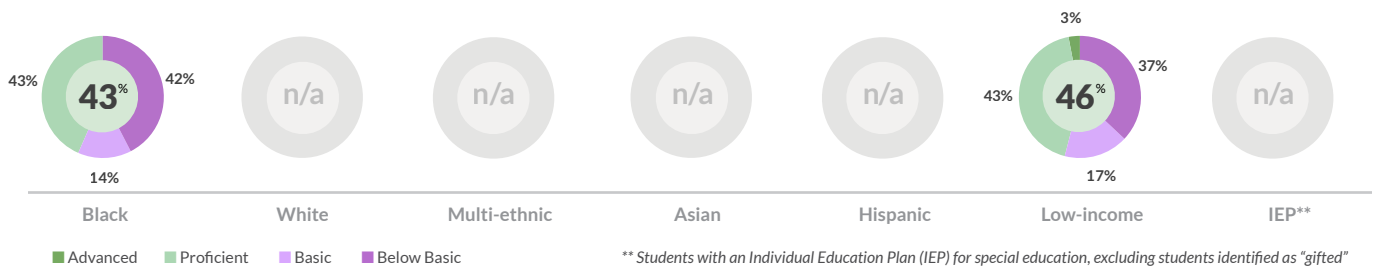 3%
43% 43% 42% n/a n/a n/a n/a 43% 46% 37% n/a
14% 17%
Black White Multi-ethnic Asian Hispanic Low-income IEP**
Advanced Proficient Basic Below Basic ** Students with an Individual Education Plan (IEP) for special education, excluding students identified as “gifted”